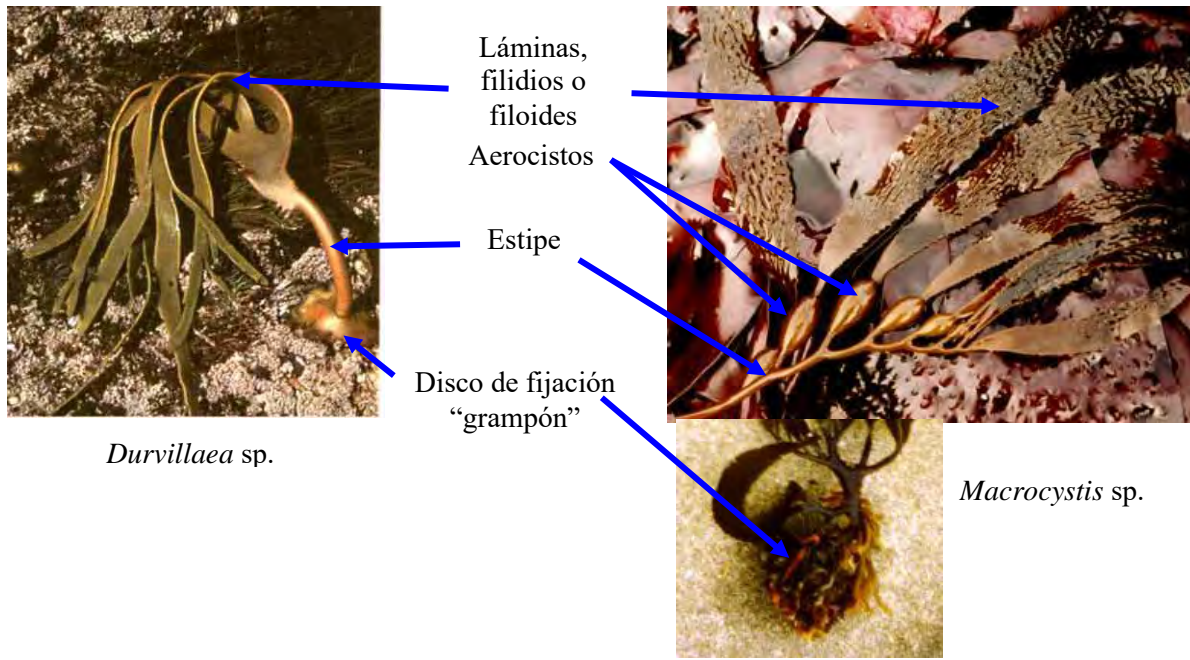 Láminas,
filidios o
filoides
Aerocistos
Estipe
Disco de fijación
“grampón”
Durvillaea sp.
Macrocystis sp.